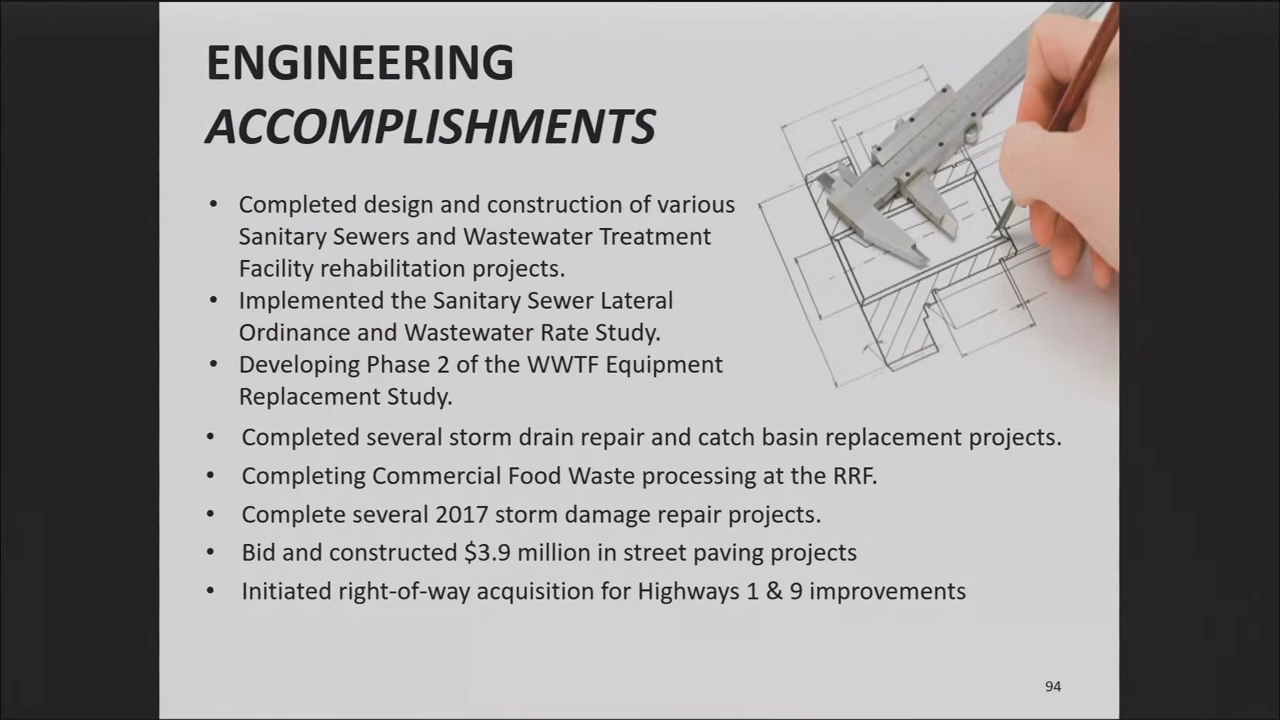 ENGINEERING
ACCOMPLISHMENTS
• Completed design and construction of various
Sanitary Sewers and Wastewater Treatment
Facility rehabilitation projects.
• Implemented the Sanitary Sewer Lateral
Ordinance and Wastewater Rate Study.
• Developing Phase 2 of the WWTF Equipment
Replacement Study.
• Completed several storm drain repair and catch basin replacement projects.
• Completing Commercial Food Waste processing at the RRF.
• Complete several 2017 storm damage repair projects.
• Bid and constructed $3.9 million in street paving projects
• Initiated right-of-way acquisition for Highways 1 & 9 improvements
94